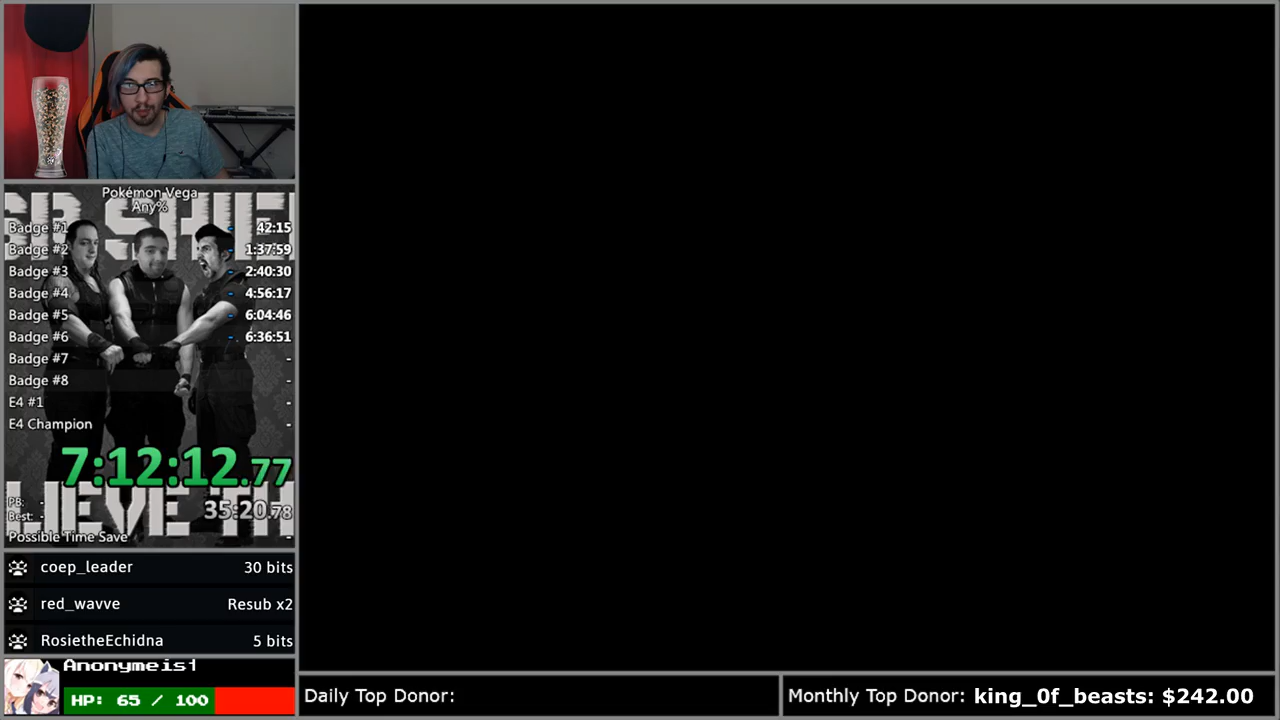 Pokémon Vega
Any%
Badge #1 - 42:15
Badge #2 - 1:37:59
Badge #3 - 2:40:30
Badge #4 - 4:56:17
Badge #5 - 6:04:46
Badge #6 - 6:36:51
Badge #7 -
Badge #8 -
E4 #1 -
E4 Champion -
7:12:12.77
PB: -
Best: -
35:20.78
LIEVE TH
Possible Time Save -
coep_leader 30 bits
red_wavve Resub x2
RosietheEchidna 5 bits
Anonymeis
HP: 65 / 100
Daily Top Donor:
Monthly Top Donor: king_0f_beasts: $242.00